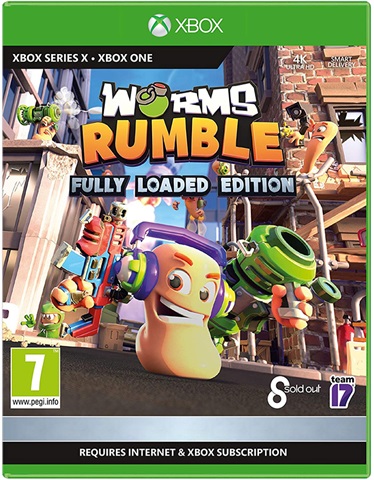 XBOX
XBOX SERIES X • XBOX ONE
4K
ULTRA HD
SMART
DELIVERY
WORMS
RUMBLE
FULLY LOADED EDITION
7
www.pegi.info
sold out
team
17
REQUIRES INTERNET & XBOX SUBSCRIPTION